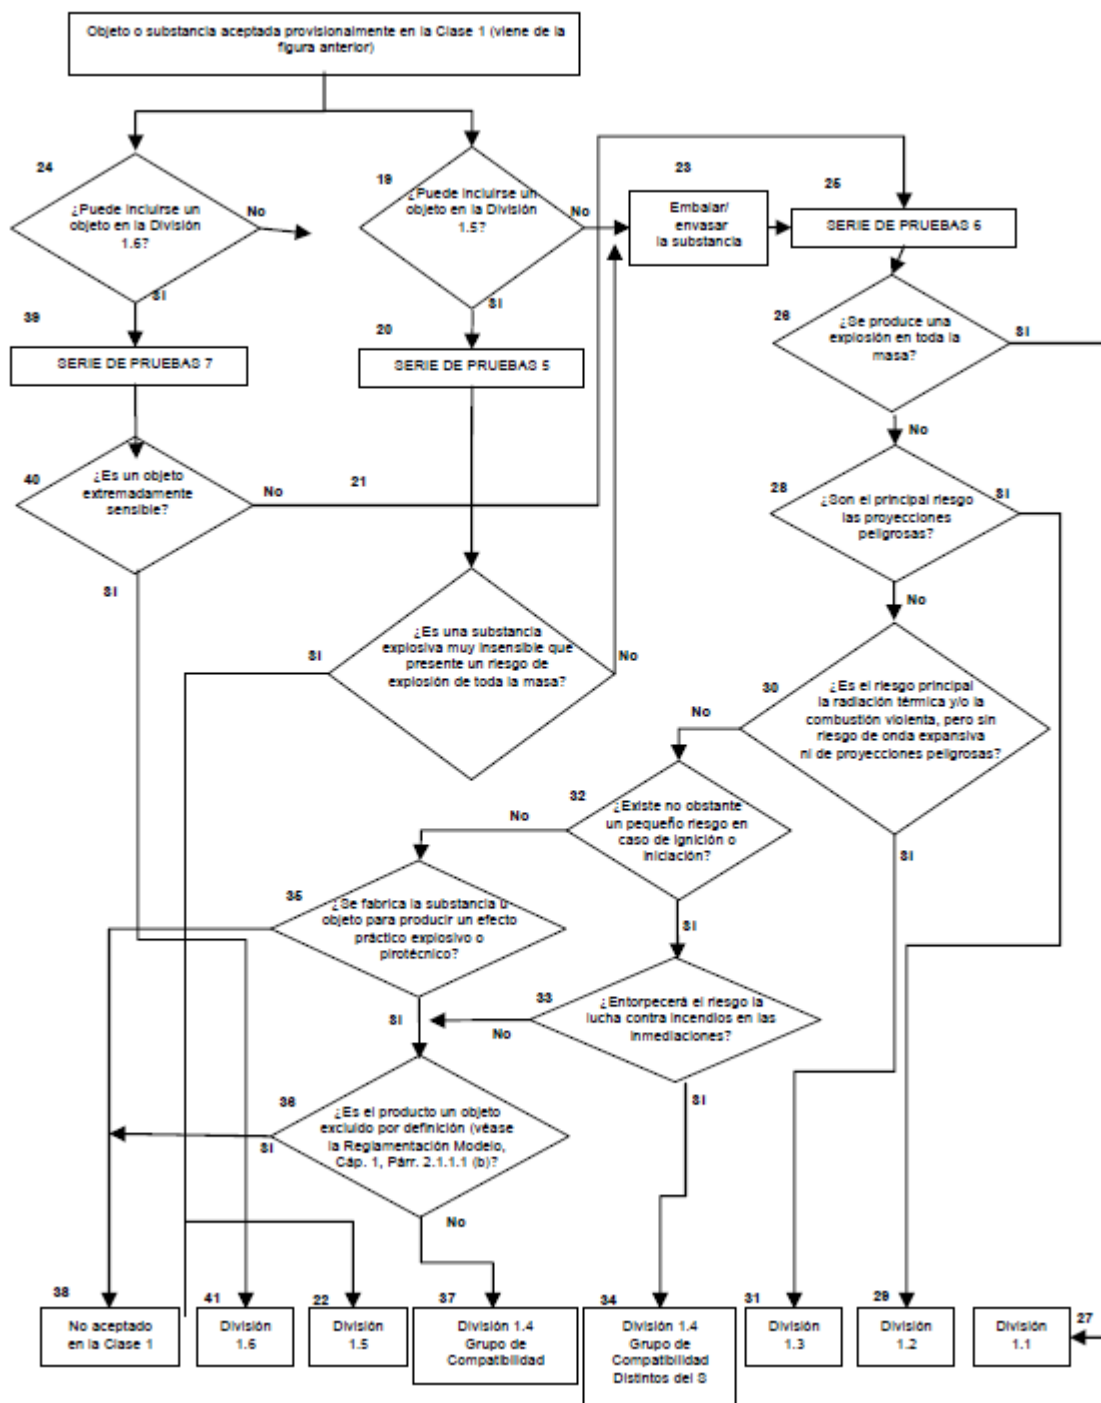 Objeto o substancia aceptada provisionalmente en la Clase 1 (viene de la
figura anterior)
24
¿Puede incluirse un
objeto en la División
1.6?
No
SI
19
¿Puede incluirse un
objeto en la División
1.5?
No
SI
23
Embalar/
envasar
la substancia
25
SERIE DE PRUEBAS 6
39
SERIE DE PRUEBAS 7
20
SERIE DE PRUEBAS 5
26
¿Se produce una
explosión en toda la
masa?
SI
No
40
¿Es un objeto
extremadamente
sensible?
No
SI
21
28
¿Son el principal riesgo
las proyecciones
peligrosas?
SI
No
SI
¿Es una substancia
explosiva muy insensible que
presente un riesgo de
explosión de toda la masa?
No
30
¿Es el riesgo principal
la radiación térmica y/o la
combustión violenta, pero sin
riesgo de onda expansiva
ni de proyecciones peligrosas?
No
SI
32
¿Existe no obstante
un pequeño riesgo en
caso de ignición o
iniciación?
No
SI
35
¿Se fabrica la substancia u
objeto para producir un efecto
práctico explosivo o
pirotécnico?
SI
33
¿Entorpecerá el riesgo la
lucha contra incendios en las
inmediaciones?
No
SI
36
¿Es el producto un objeto
excluido por definición (véase
la Reglamentación Modelo,
Cáp. 1, Párr. 2.1.1.1 (b)?
SI
No
38
No aceptado
en la Clase 1
41
División
1.6
22
División
1.5
37
División 1.4
Grupo de
Compatibilidad
34
División 1.4
Grupo de
Compatibilidad
Distintos del S
31
División
1.3
29
División
1.2
División
1.1
27